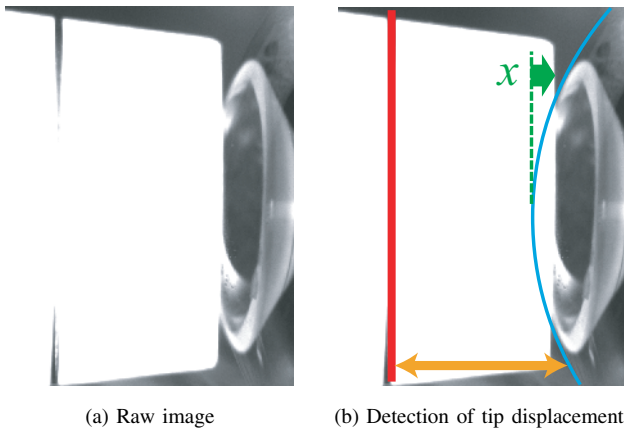 x
(a) Raw image
(b) Detection of tip displacement